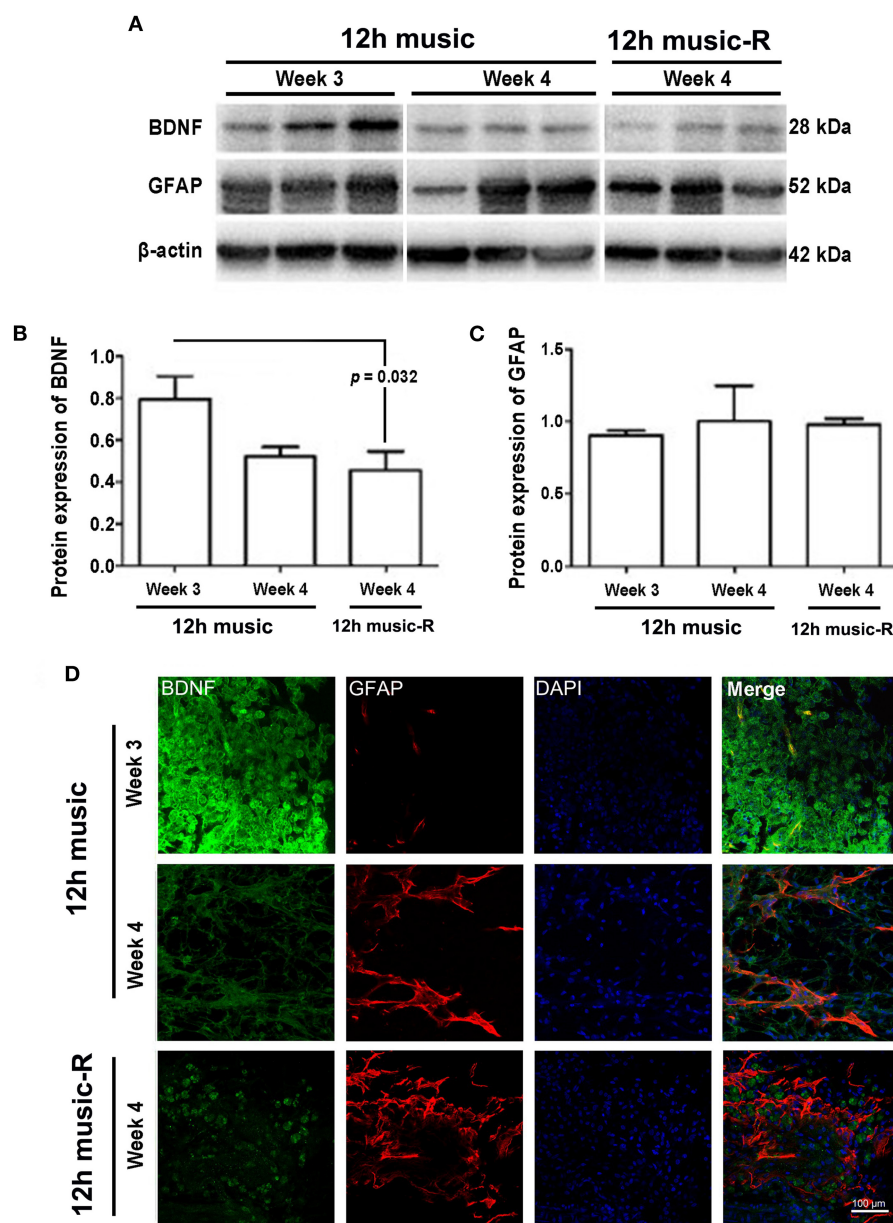 A
12h music
12h music-R
Week 3
Week 4
Week 4
BDNF
28 kDa
GFAP
52 kDa
β-actin
42 kDa
B
Protein expression of BDNF
1.0
0.8
0.6
0.4
0.2
0.0
p = 0.032
Week 3
Week 4
Week 4
12h music
12h music-R
C
Protein expression of GFAP
1.5
1.0
0.5
0.0
Week 3
Week 4
Week 4
12h music
12h music-R
D
BDNF
GFAP
DAPI
Merge
12h music
Week 3
Week 4
12h music-R
Week 4
100 µm